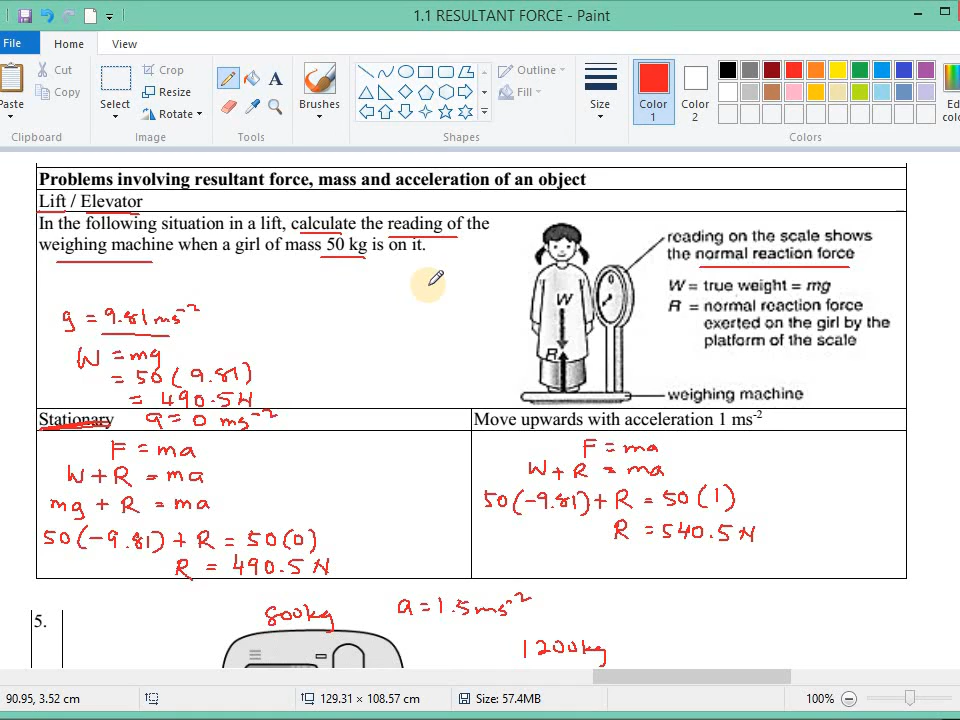 1.1 RESULTANT FORCE - Paint
File Home View
Paste Cut Copy
Select Crop Resize Rotate
Brushes
Shapes
Outline
Fill
Size
Color 1
Color 2
Clipboard Image Tools Shapes Colors
Problems involving resultant force, mass and acceleration of an object
Lift / Elevator
In the following situation in a lift, calculate the reading of the
weighing machine when a girl of mass 50 kg is on it.
g = 9.81 ms⁻²
W = mg
= 50 (9.81)
= 490.5 N
W
R
reading on the scale shows
the normal reaction force
W = true weight = mg
R = normal reaction force
exerted on the girl by the
platform of the scale
weighing machine
Stationary a = 0 ms⁻²
F = ma
W + R = ma
mg + R = ma
50 (-9.81) + R = 50 (0)
R = 490.5 N
Move upwards with acceleration 1 ms⁻²
F = ma
W + R = ma
50 (-9.81) + R = 50 (1)
R = 540.5 N
5.
800kg
a = 1.5 ms⁻²
1200kg
90.95, 3.52 cm
129.31 × 108.57 cm
Size: 57.4MB
100%